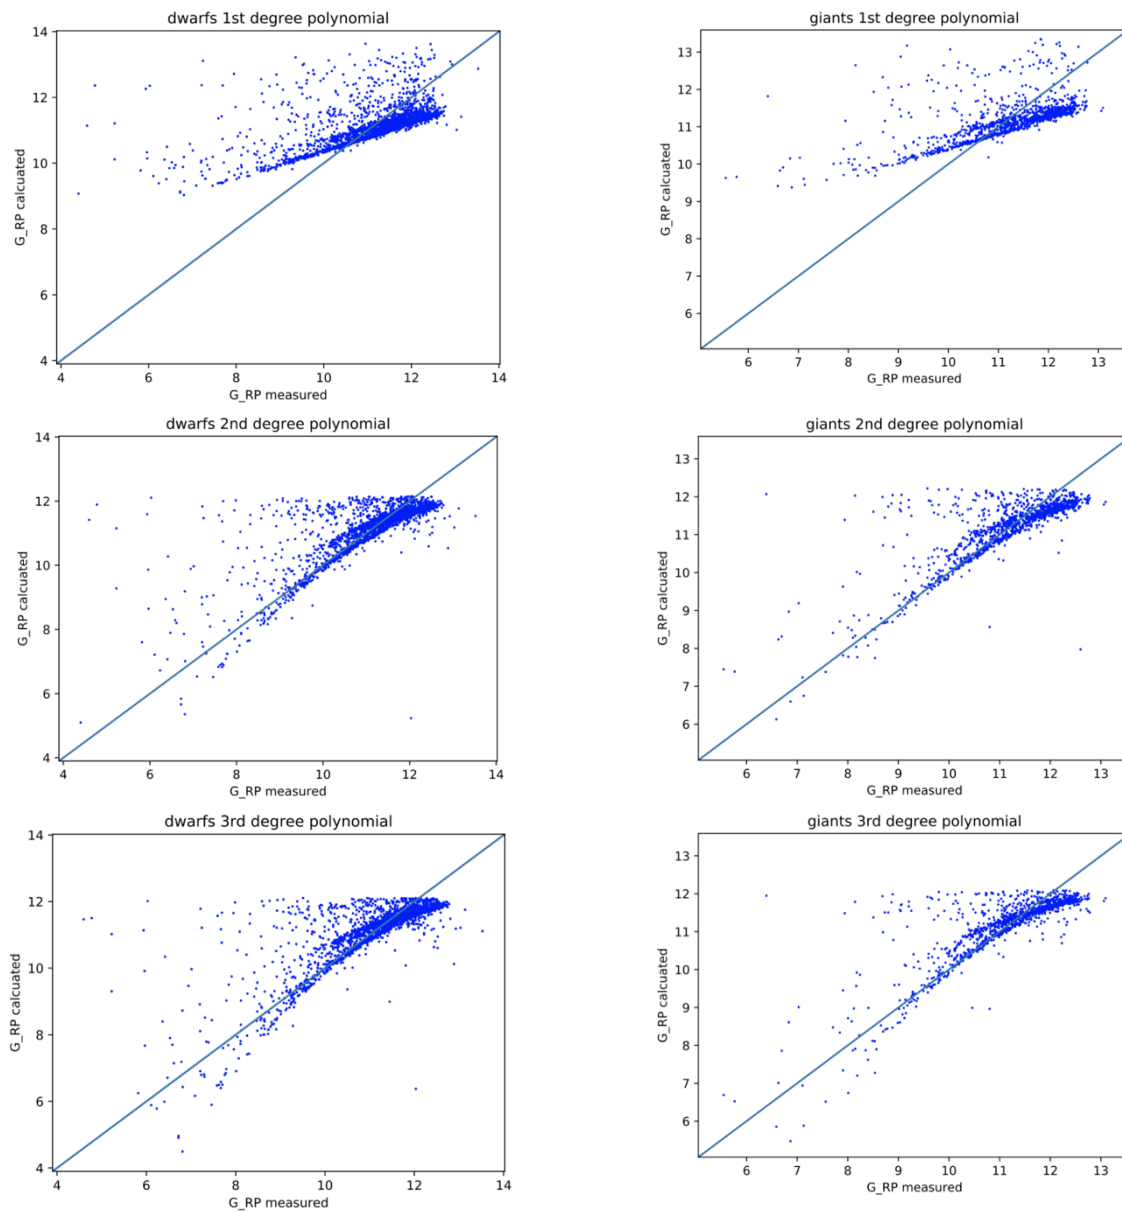 dwarfs 1st degree polynomial
14
12
10
8
6
4
G_RP calcuated
4 6 8 10 12 14
G_RP measured
giants 1st degree polynomial
13
12
11
10
9
8
7
6
G_RP calcuated
6 7 8 9 10 11 12 13
G_RP measured
dwarfs 2nd degree polynomial
14
12
10
8
6
4
G_RP calcuated
4 6 8 10 12 14
G_RP measured
giants 2nd degree polynomial
13
12
11
10
9
8
7
6
G_RP calcuated
6 7 8 9 10 11 12 13
G_RP measured
dwarfs 3rd degree polynomial
14
12
10
8
6
4
G_RP calcuated
4 6 8 10 12 14
G_RP measured
giants 3rd degree polynomial
13
12
11
10
9
8
7
6
G_RP calcuated
6 7 8 9 10 11 12 13
G_RP measured